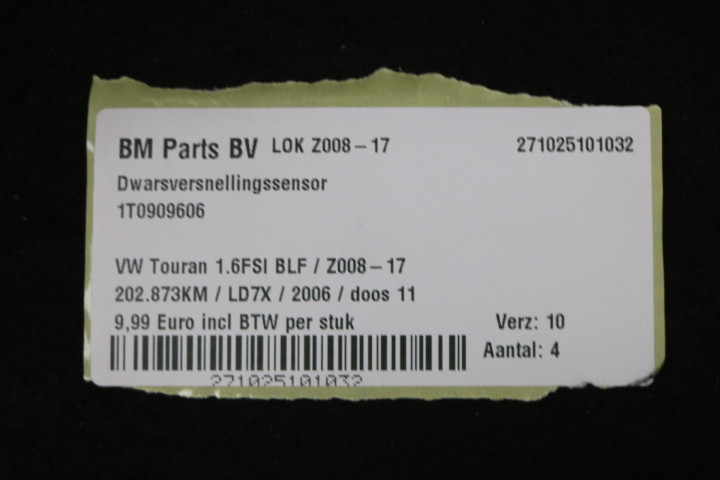 BM Parts BV LOK Z008-17 271025101032
Dwarsversnellingssensor
1T0909606
VW Touran 1.6FSI BLF / Z008-17
202.873KM / LD7X / 2006 / doos 11
9,99 Euro incl BTW per stuk Verz: 10
Aantal: 4
271025101032